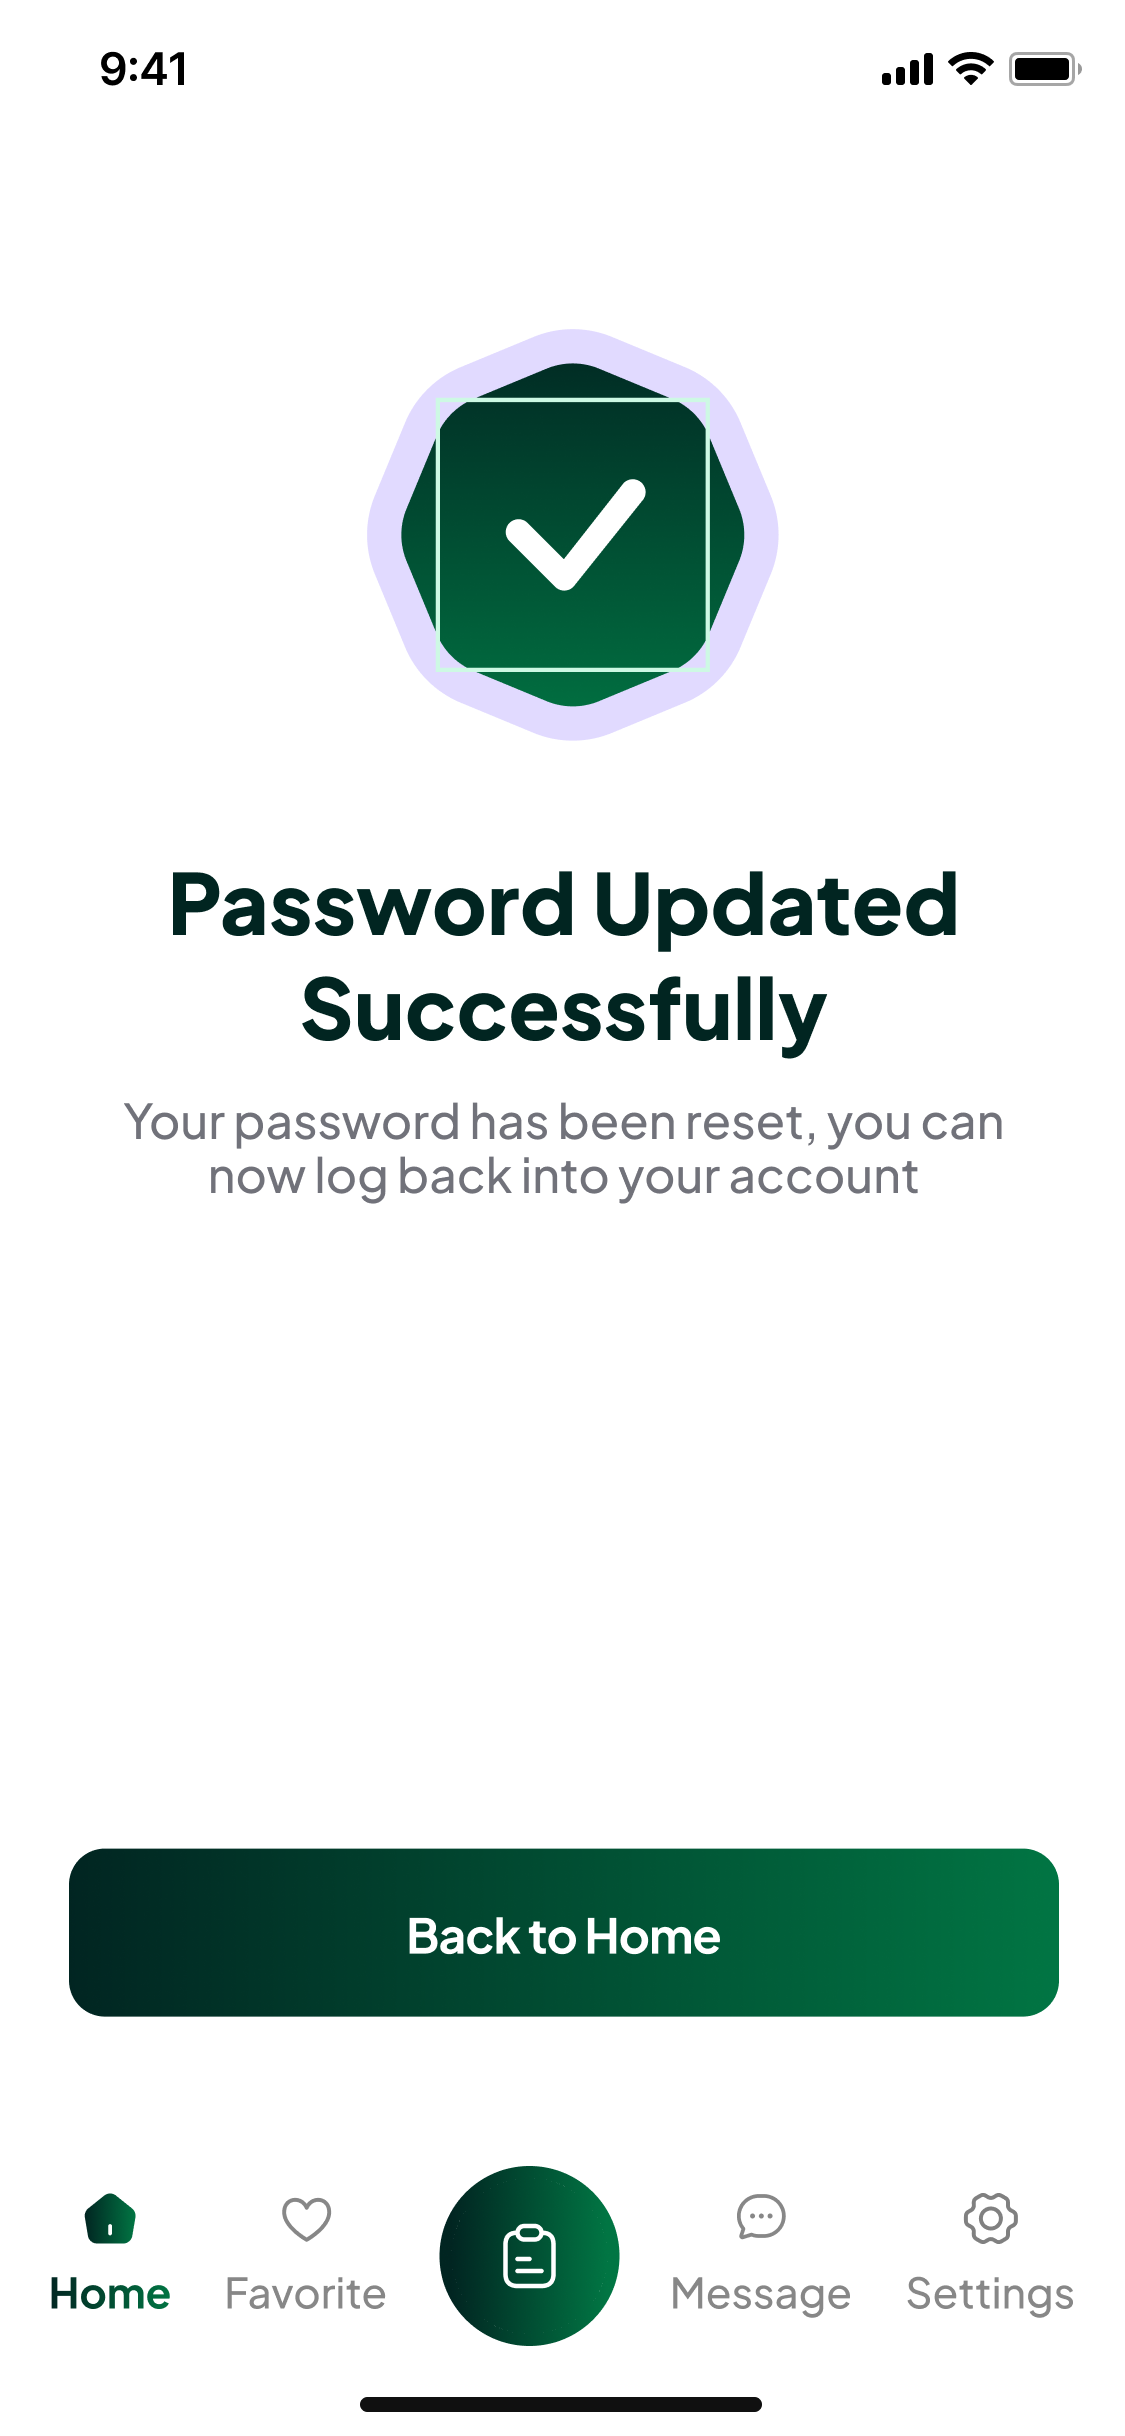 9:41
Password Updated
Successfully
Your password has been reset, you can
now log back into your account
Back to Home
Home
Favorite
Message
Settings